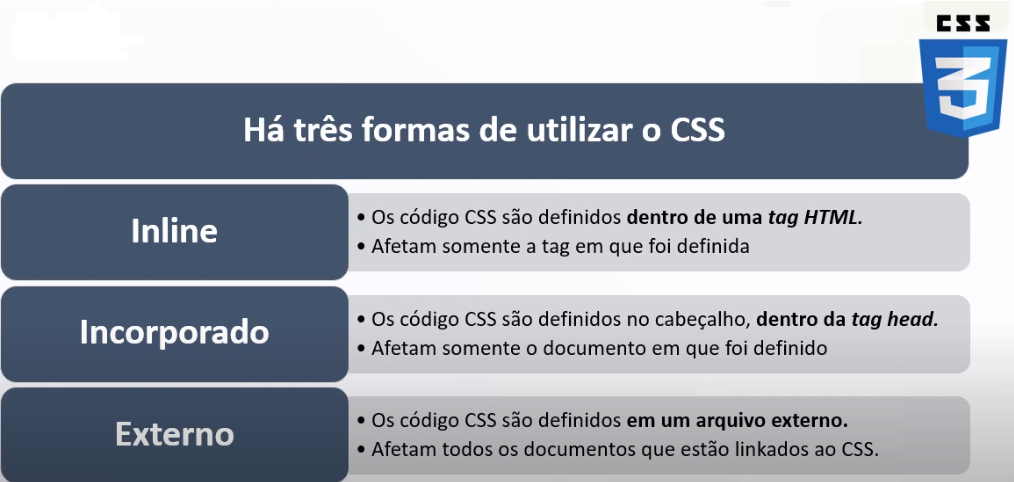 CSS
3
Há três formas de utilizar o CSS
Inline
• Os código CSS são definidos dentro de uma tag HTML.
• Afetam somente a tag em que foi definida
Incorporado
• Os código CSS são definidos no cabeçalho, dentro da tag head.
• Afetam somente o documento em que foi definido
Externo
• Os código CSS são definidos em um arquivo externo.
• Afetam todos os documentos que estão linkados ao CSS.